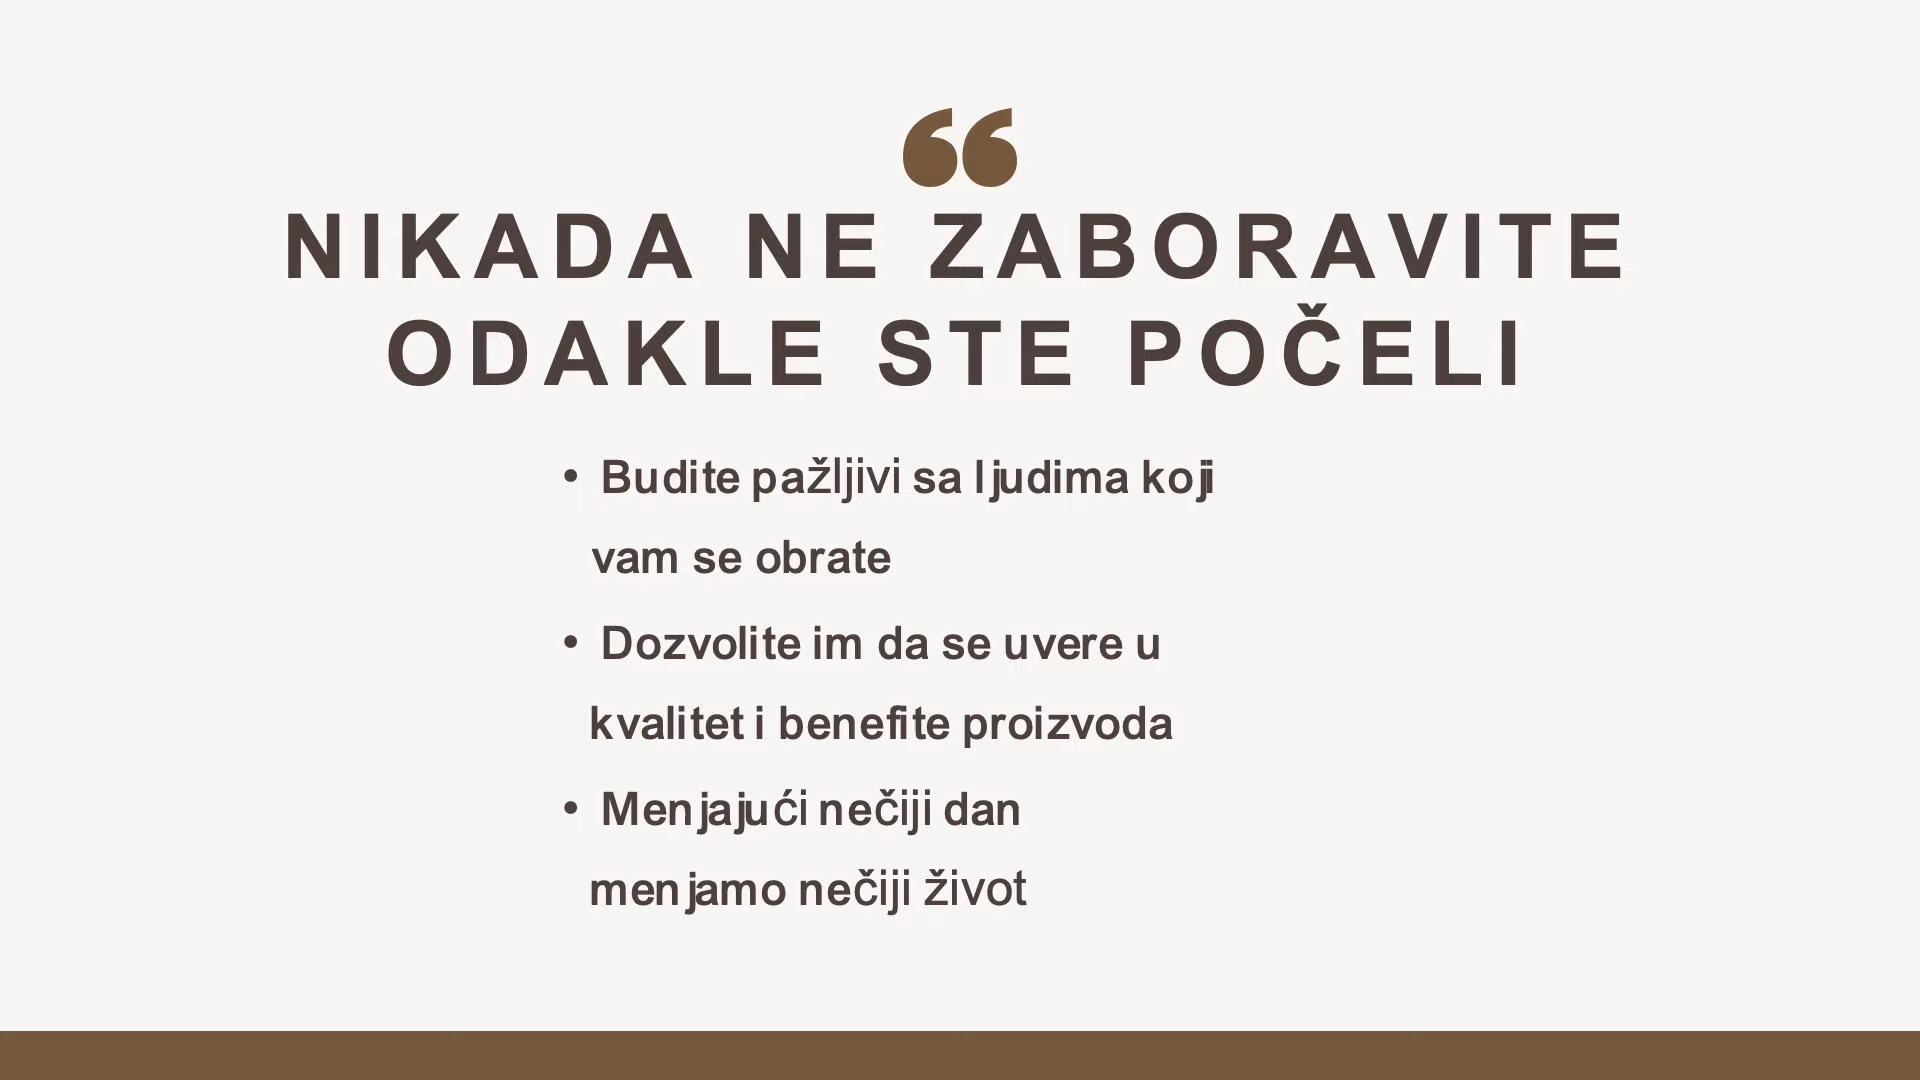 “
NIKADA NE ZABORAVITE
ODAKLE STE POČELI
• Budite pažljivi sa ljudima koji
vam se obrate
• Dozvolite im da se uvere u
kvalitet i benefite proizvoda
• Menjajući nečiji dan
menjamo nečiji život